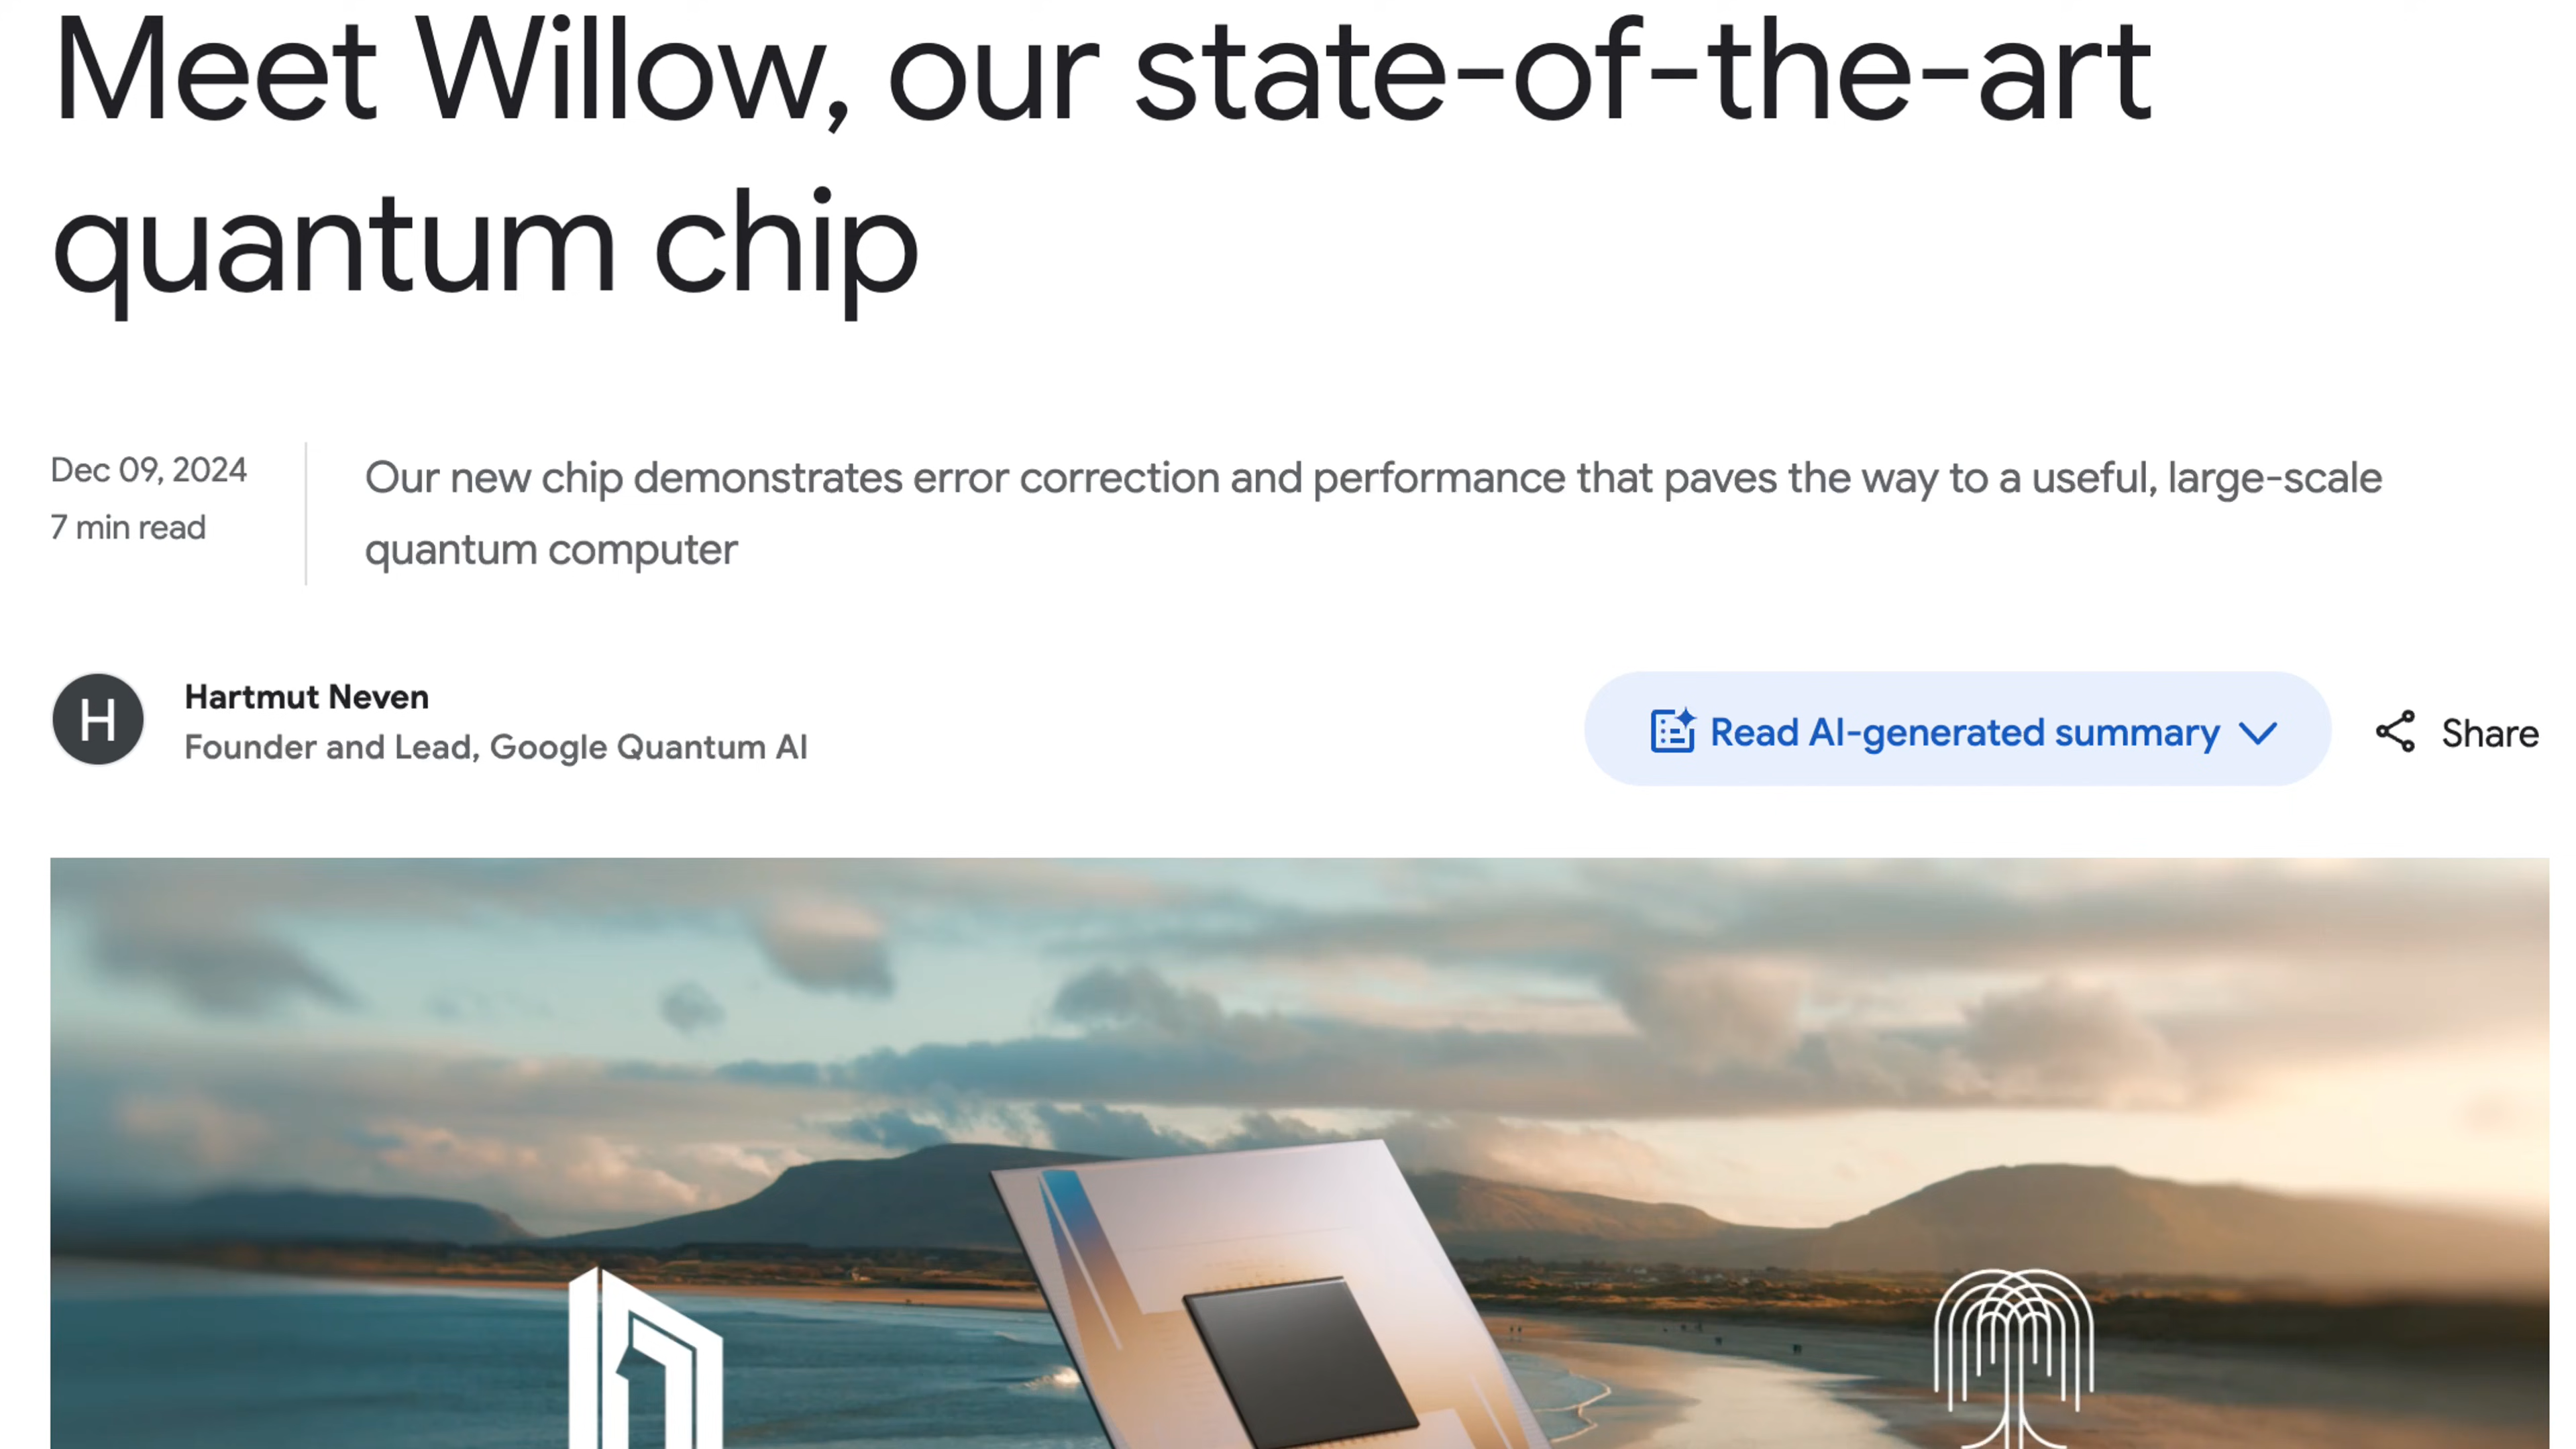 Meet Willow, our state-of-the-art
quantum chip
Dec 09, 2024
7 min read
Our new chip demonstrates error correction and performance that paves the way to a useful, large-scale
quantum computer
H
Hartmut Neven
Founder and Lead, Google Quantum AI
Read AI-generated summary
Share